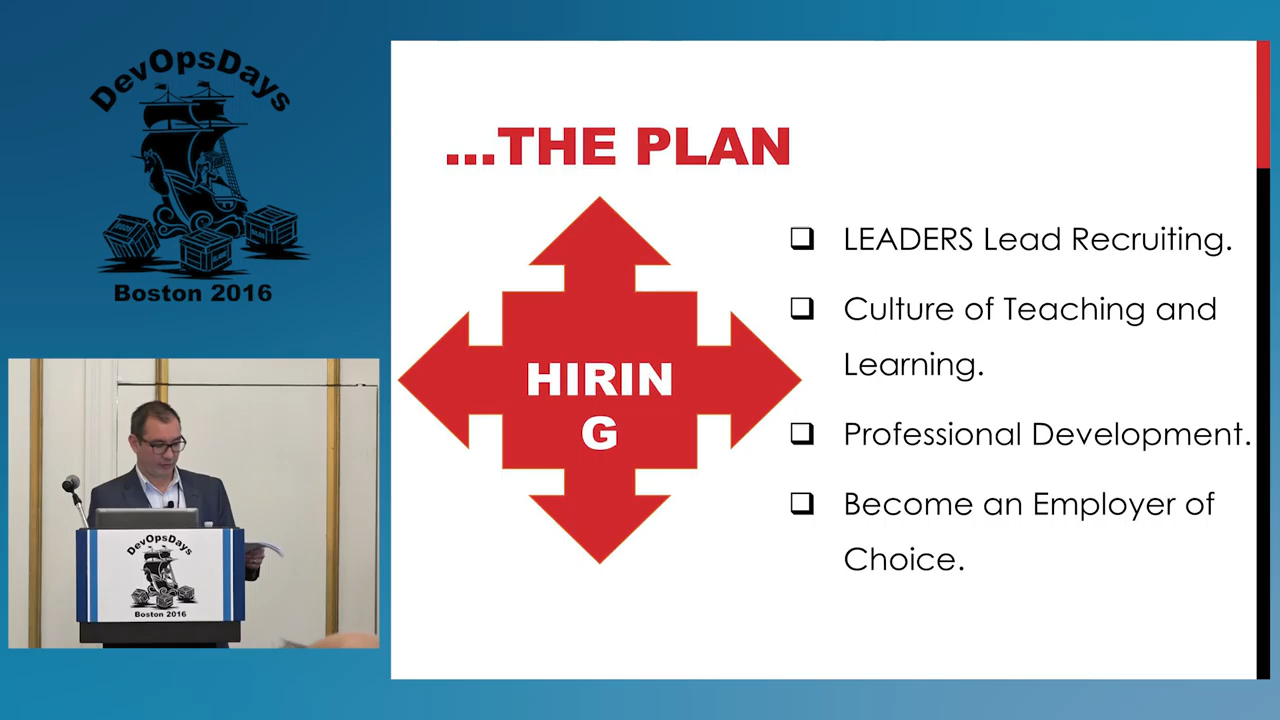 DevOpsDays
Boston 2016
...THE PLAN
HIRIN
G
❑ LEADERS Lead Recruiting.
❑ Culture of Teaching and
Learning.
❑ Professional Development.
❑ Become an Employer of
Choice.
DevOpsDays
Boston 2016